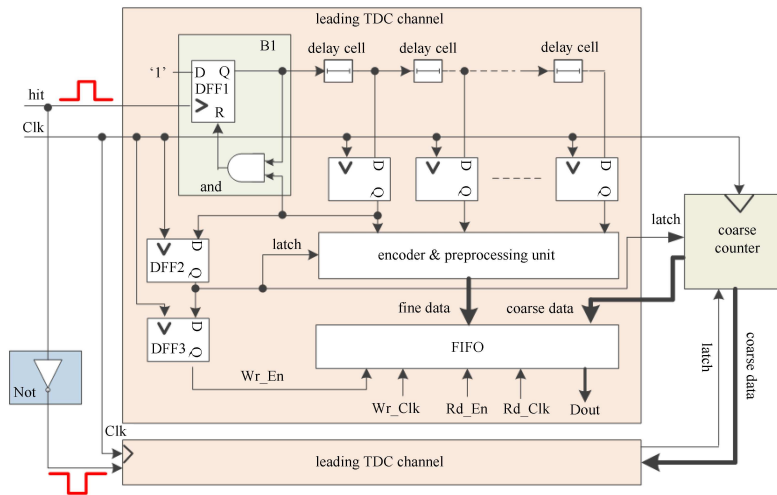 leading TDC channel
B1
delay cell
delay cell
delay cell
‘1’
D
Q
DFF1
R
hit
Clk
and
D
Q
D
Q
D
Q
D
Q
DFF2
latch
encoder & preprocessing unit
latch
coarse
counter
fine data
coarse data
D
Q
DFF3
FIFO
Wr_En
Wr_Clk
Rd_En
Rd_Clk
Dout
latch
coarse data
Not
Clk
leading TDC channel